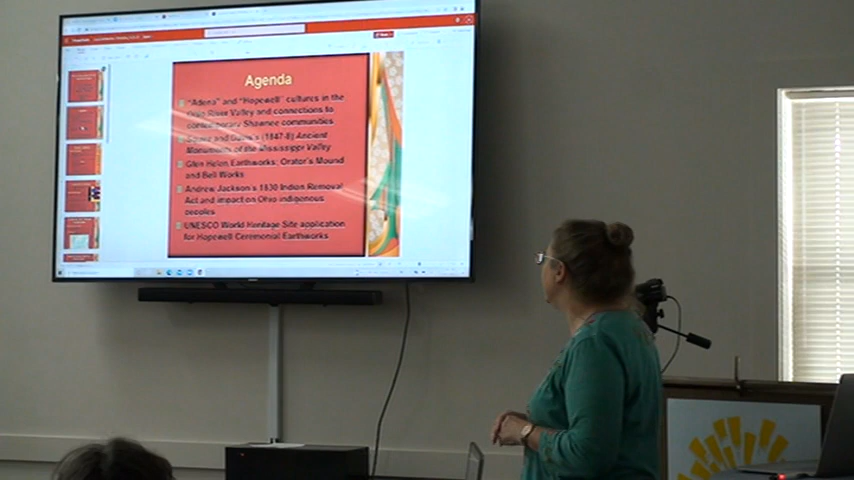 Agenda
"Adena" and "Hopewell" cultures in the
Ohio River Valley and connections to
contemporary Shawnee communities
Squier and Davis's (1847-8) Ancient
Monuments of the Mississippi Valley
Glen Helen Earthworks: Orator's Mound
and Bell Works
Andrew Jackson's 1830 Indian Removal
Act and impact on Ohio indigenous
peoples
UNESCO World Heritage Site application
for Hopewell Ceremonial Earthworks